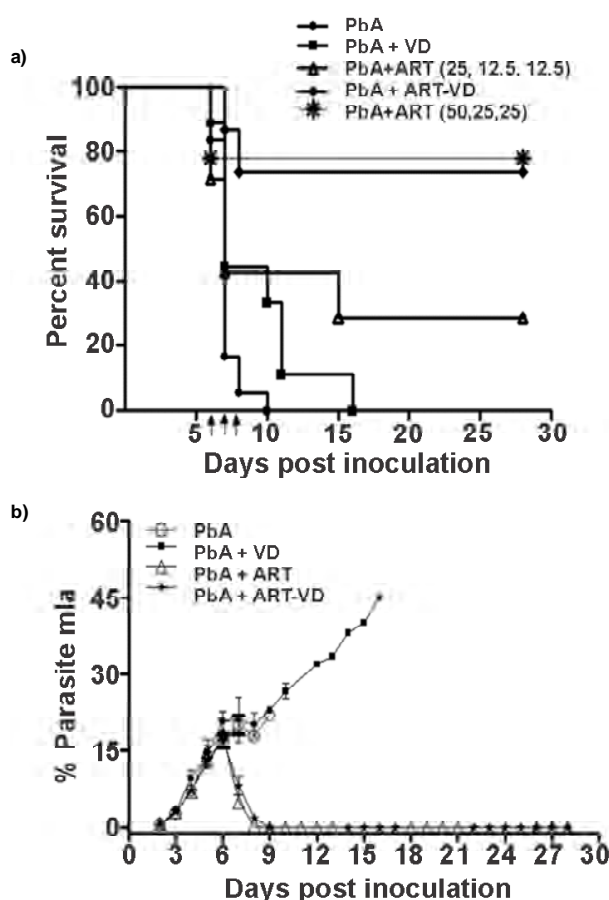 a)
PbA
PbA + VD
PbA+ART (25, 12.5. 12.5)
PbA + ART-VD
PbA+ART (50,25,25)
100
80
60
40
20
0
Percent survival
5
10
15
20
25
30
Days post inoculation
b)
PbA
PbA + VD
PbA + ART
PbA + ART-VD
60
45
30
15
0
% Parasite mla
0 3 6 9 12 15 18 21 24 27 30
Days post inoculation